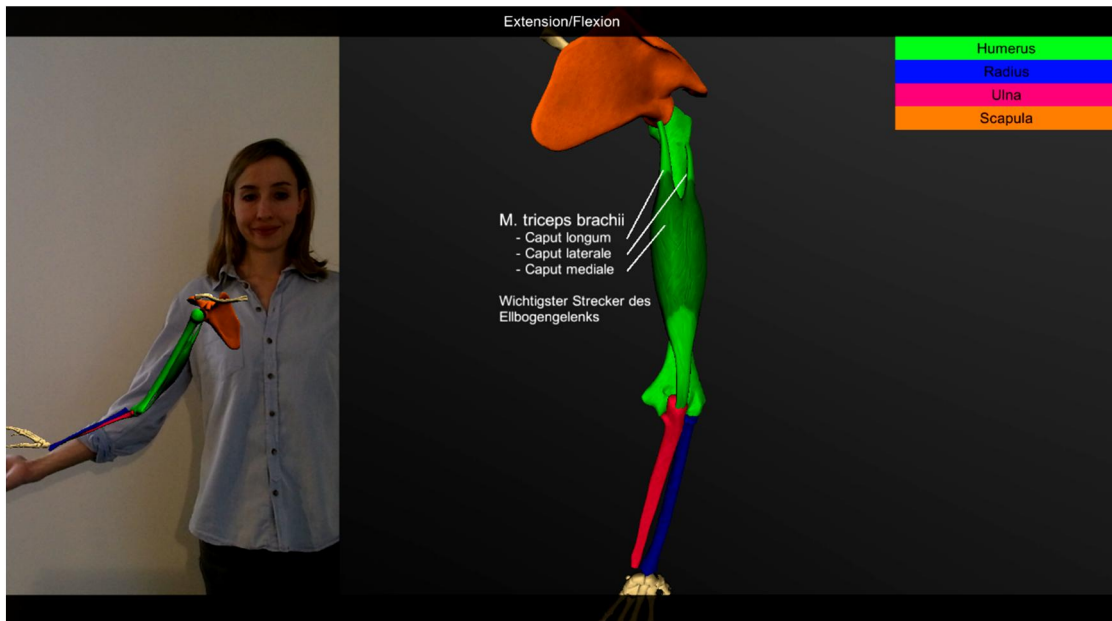 Extension/Flexion
Humerus
Radius
Ulna
Scapula
M. triceps brachii
- Caput longum
- Caput laterale
- Caput mediale
Wichtigster Strecker des
Ellbogengelenks